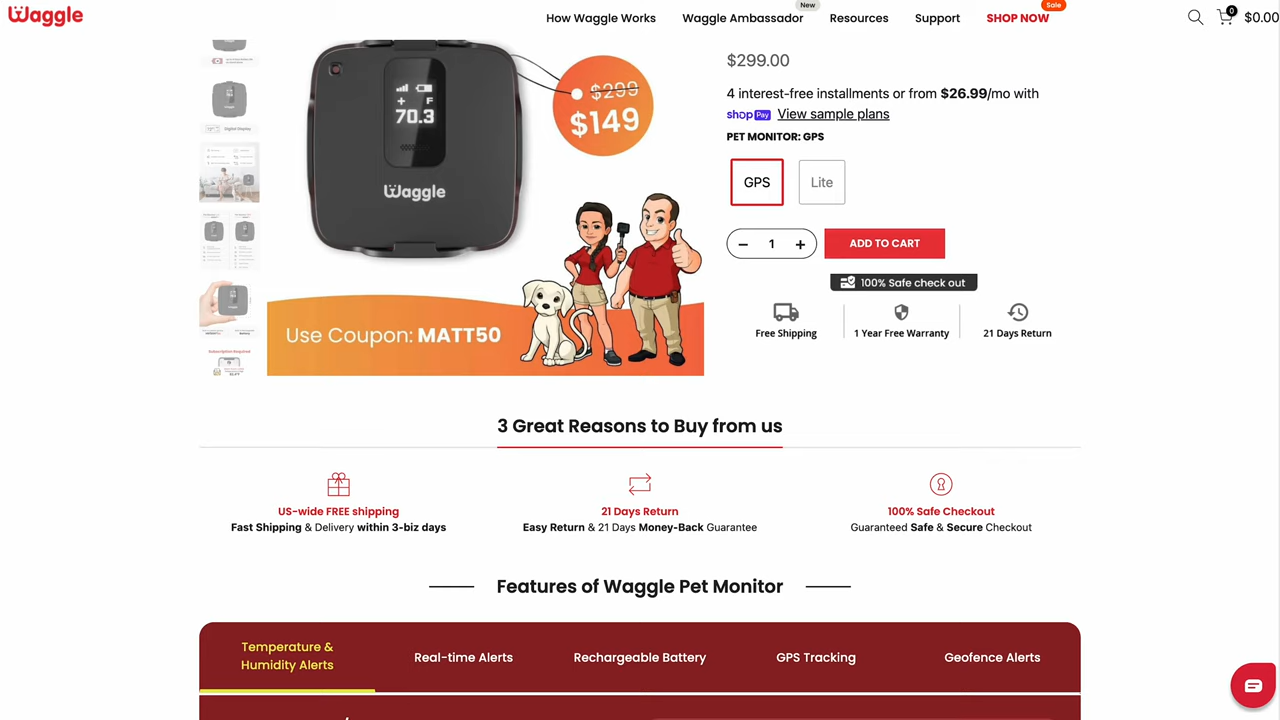 Waggle
How Waggle Works
Waggle Ambassador
New
Resources
Support
SHOP NOW
Sale
0
$0.00
Digital Display
+ F
70.3
Waggle
$299
$149
Use Coupon: MATT50
$299.00
4 interest-free installments or from $26.99/mo with
shop Pay View sample plans
PET MONITOR: GPS
GPS
Lite
− 1 +
ADD TO CART
100% Safe check out
Free Shipping
1 Year Free Warranty
21 Days Return
3 Great Reasons to Buy from us
US-wide FREE shipping
Fast Shipping & Delivery within 3-biz days
21 Days Return
Easy Return & 21 Days Money-Back Guarantee
100% Safe Checkout
Guaranteed Safe & Secure Checkout
Features of Waggle Pet Monitor
Temperature &
Humidity Alerts
Real-time Alerts
Rechargeable Battery
GPS Tracking
Geofence Alerts